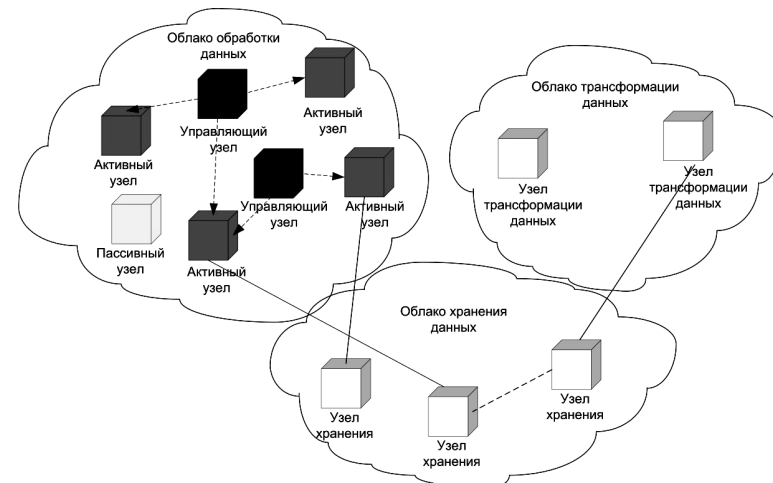 Облако обработки
данных
Активный
узел
Управляющий
узел
Активный
узел
Управляющий
узел
Активный
узел
Пассивный
узел
Активный
узел
Облако трансформации
данных
Узел
трансформации
данных
Узел
трансформации
данных
Облако хранения
данных
Узел
хранения
Узел
хранения
Узел
хранения